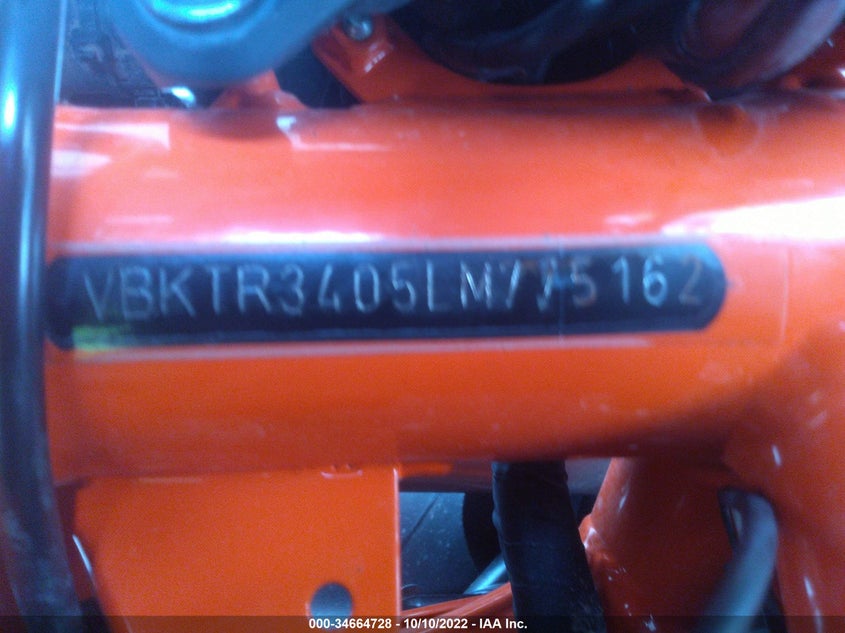 VBKTR3405LM775162
000-34664728 - 10/10/2022 - IAA Inc.